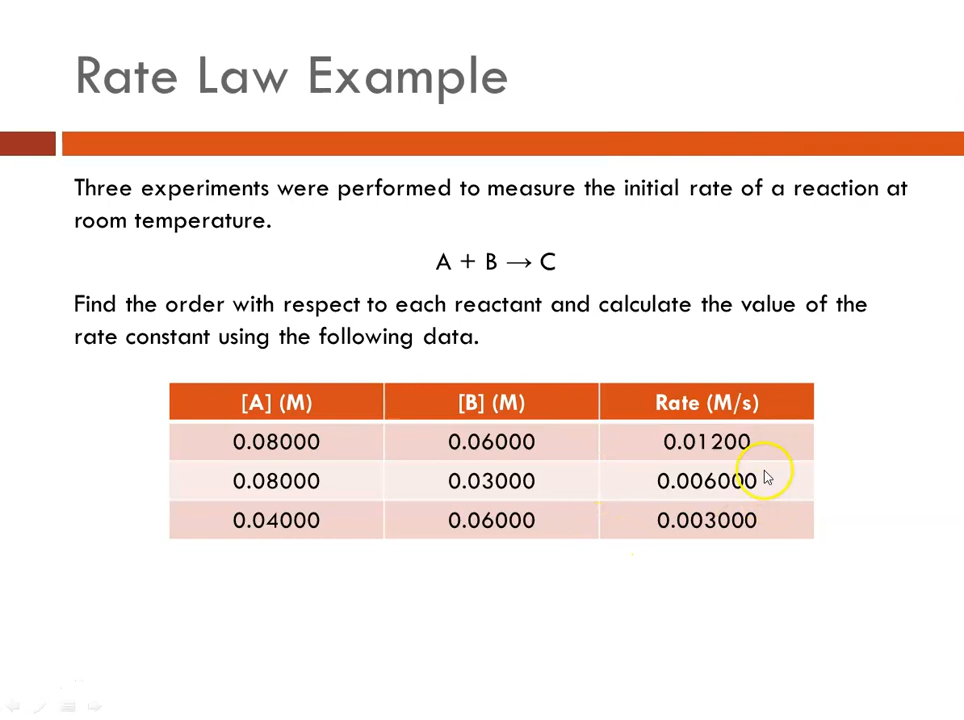 Rate Law Example
Three experiments were performed to measure the initial rate of a reaction at
room temperature.
A + B → C
Find the order with respect to each reactant and calculate the value of the
rate constant using the following data.
[A] (M) [B] (M) Rate (M/s)
0.08000 0.06000 0.01200
0.08000 0.03000 0.006000
0.04000 0.06000 0.003000